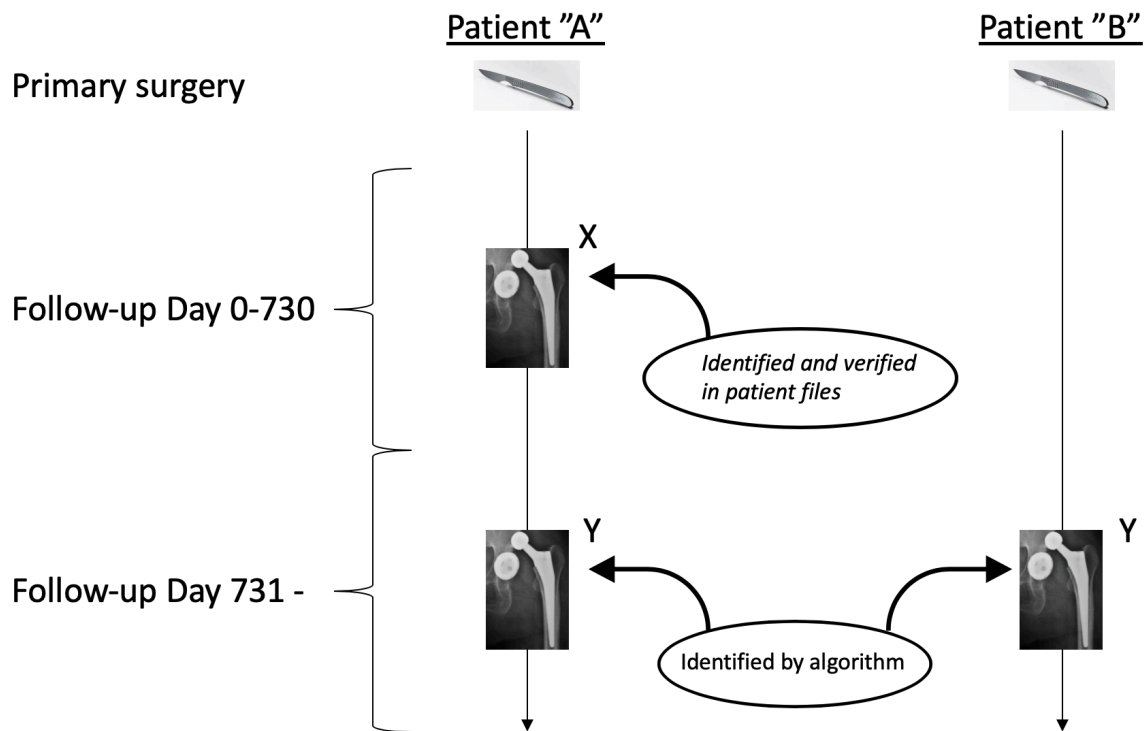 Patient ”A”
Patient ”B”
Primary surgery
X
Follow-up Day 0-730
Identified and verified
in patient files
Y
Y
Follow-up Day 731 -
Identified by algorithm